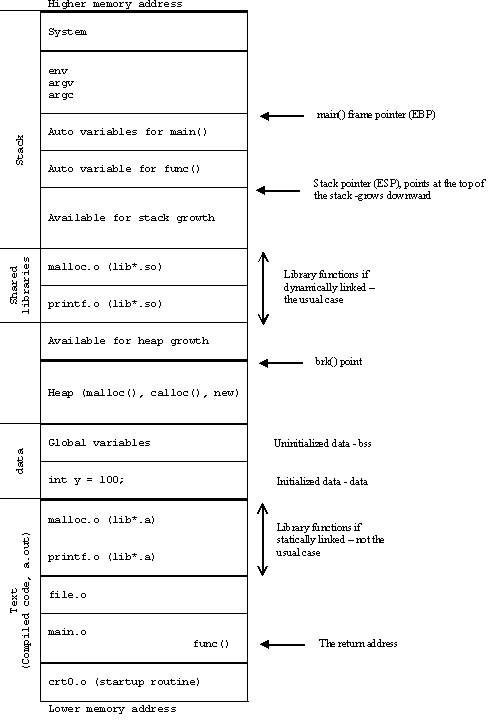 Higher memory address
System
env
argv
argc
main() frame pointer (EBP)
Auto variables for main()
Stack
Auto variable for func()
Stack pointer (ESP), points at the top of
the stack -grows downward
Available for stack growth
Shared
libraries
malloc.o (lib*.so)
printf.o (lib*.so)
Library functions if
dynamically linked –
the usual case
Available for heap growth
brk() point
Heap (malloc(), calloc(), new)
data
Global variables
Uninitialized data - bss
int y = 100;
Initialized data - data
Text
(Compiled code, a.out)
malloc.o (lib*.a)
printf.o (lib*.a)
Library functions if
statically linked – not the
usual case
file.o
main.o
func()
The return address
crt0.o (startup routine)
Lower memory address